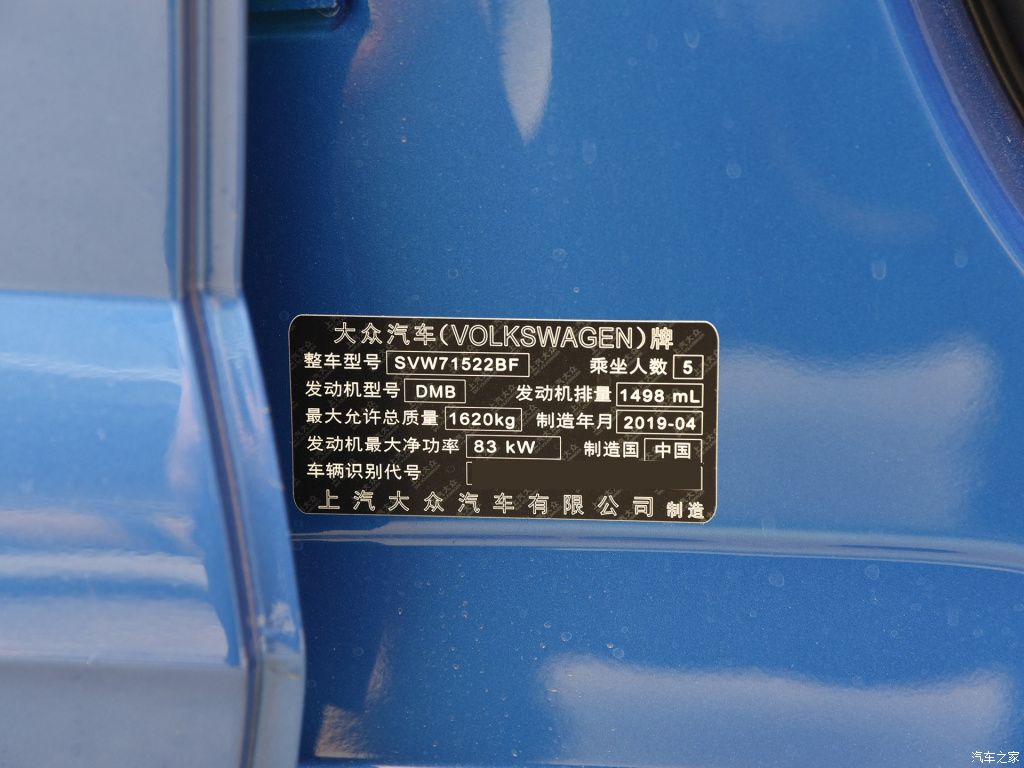 大众汽车(VOLKSWAGEN)牌
整车型号 SVW71522BF 乘坐人数 5
发动机型号 DMB 发动机排量 1498 mL
最大允许总质量 1620kg 制造年月 2019-04
发动机最大净功率 83 kW 制造国 中国
车辆识别代号
上汽大众汽车有限公司 制造
汽车之家